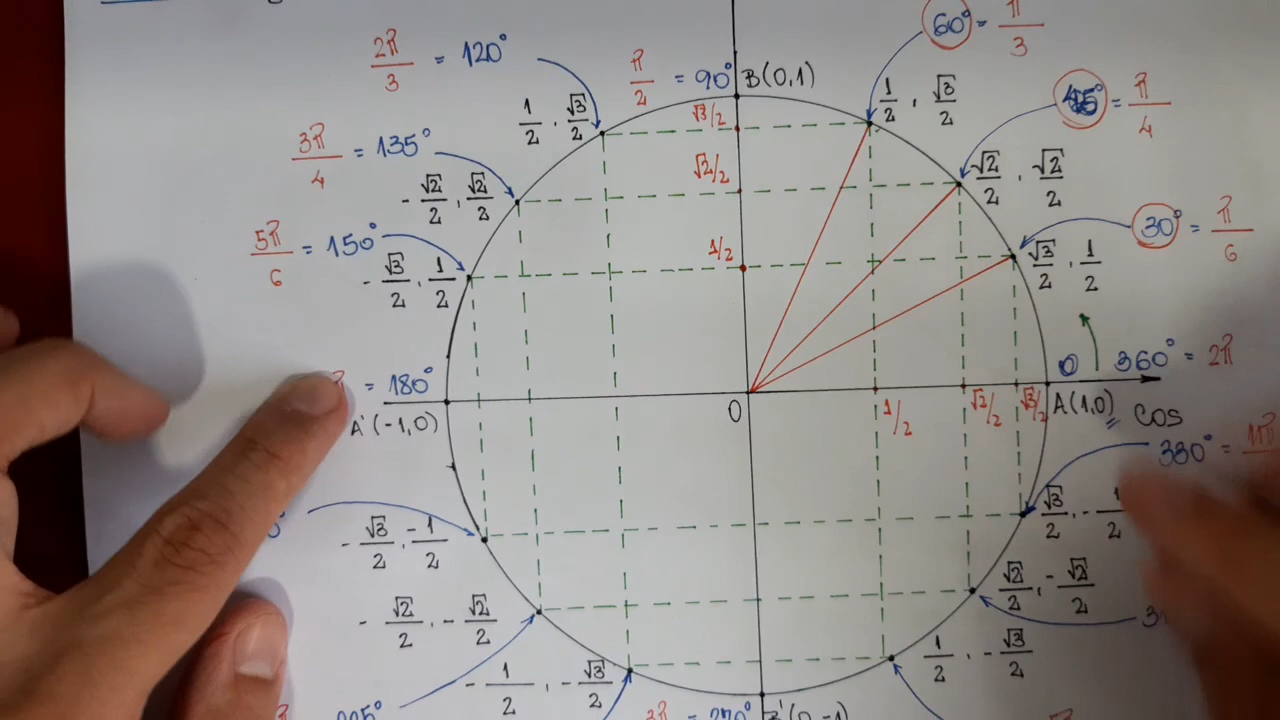 60° = π/3
2π/3 = 120°
π/2 = 90°
B(0,1)
1/2 , √3/2
√3/2
1/2 , √3/2
45° = π/4
3π/4 = 135°
-√2/2 , √2/2
√2/2
√2/2 , √2/2
30° = π/6
5π/6 = 150°
-√3/2 , 1/2
1/2
√3/2 , 1/2
0
360° = 2π
= 180°
A'(-1,0)
O
1/2
√2/2
√3/2
A(1,0)
cos
330° =
-√3/2 , -1/2
√3/2 , -
-√2/2 , -√2/2
√2/2 , -√2/2
-1/2 , -√3/2
1/2 , -√3/2